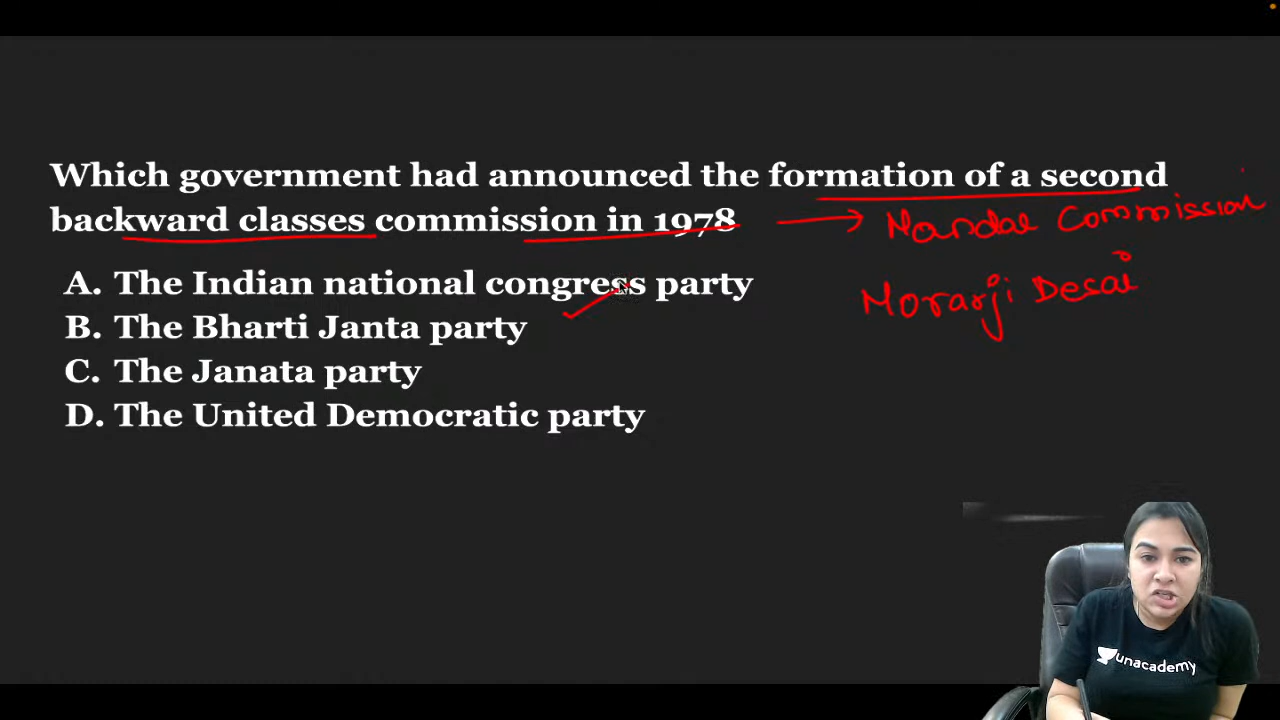 Which government had announced the formation of a second
backward classes commission in 1978 → Mandal Commission
A. The Indian national congress party
Morarji Desai
B. The Bharti Janta party
C. The Janata party
D. The United Democratic party
unacademy